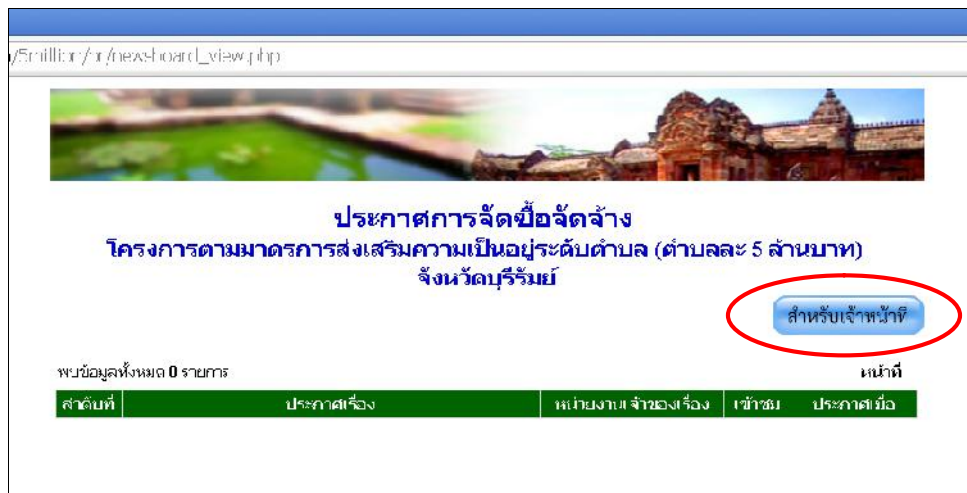 /5million/pr/newsboard_view.php
ประกาศการจัดซื้อจัดจ้าง
โครงการตามมาตรการส่งเสริมความเป็นอยู่ระดับตำบล (ตำบลละ 5 ล้านบาท)
จังหวัดบุรีรัมย์
สำหรับเจ้าหน้าที่
พบข้อมูลทั้งหมด 0 รายการ หน้าที่
ลำดับที่ ประกาศเรื่อง หน่วยงานเจ้าของเรื่อง เข้าชม ประกาศเมื่อ